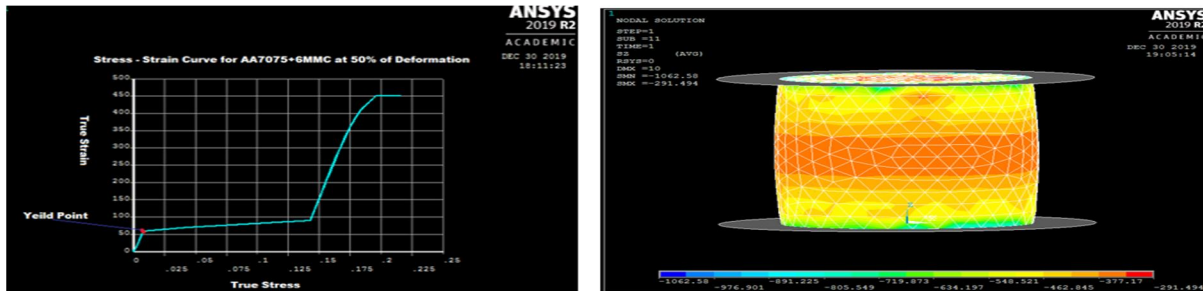 ANSYS
2019 R2
ACADEMIC
DEC 30 2019
18:11:23
Stress - Strain Curve for AA7075+6MMC at 50% of Deformation
500
450
400
350
300
250
200
150
100
50
0
True Strain
Yeild Point
0 .025 .05 .075 .1 .125 .15 .175 .2 .225 .25
True Stress
1
NODAL SOLUTION
STEP=1
SUB =11
TIME=1
SZ (AVG)
RSYS=0
DMX =10
SMN =-1062.58
SMX =-291.494
ANSYS
2019 R2
ACADEMIC
DEC 30 2019
19:05:14
-1062.58 -891.225 -719.873 -548.521 -377.17
-976.901 -805.549 -634.197 -462.845 -291.494